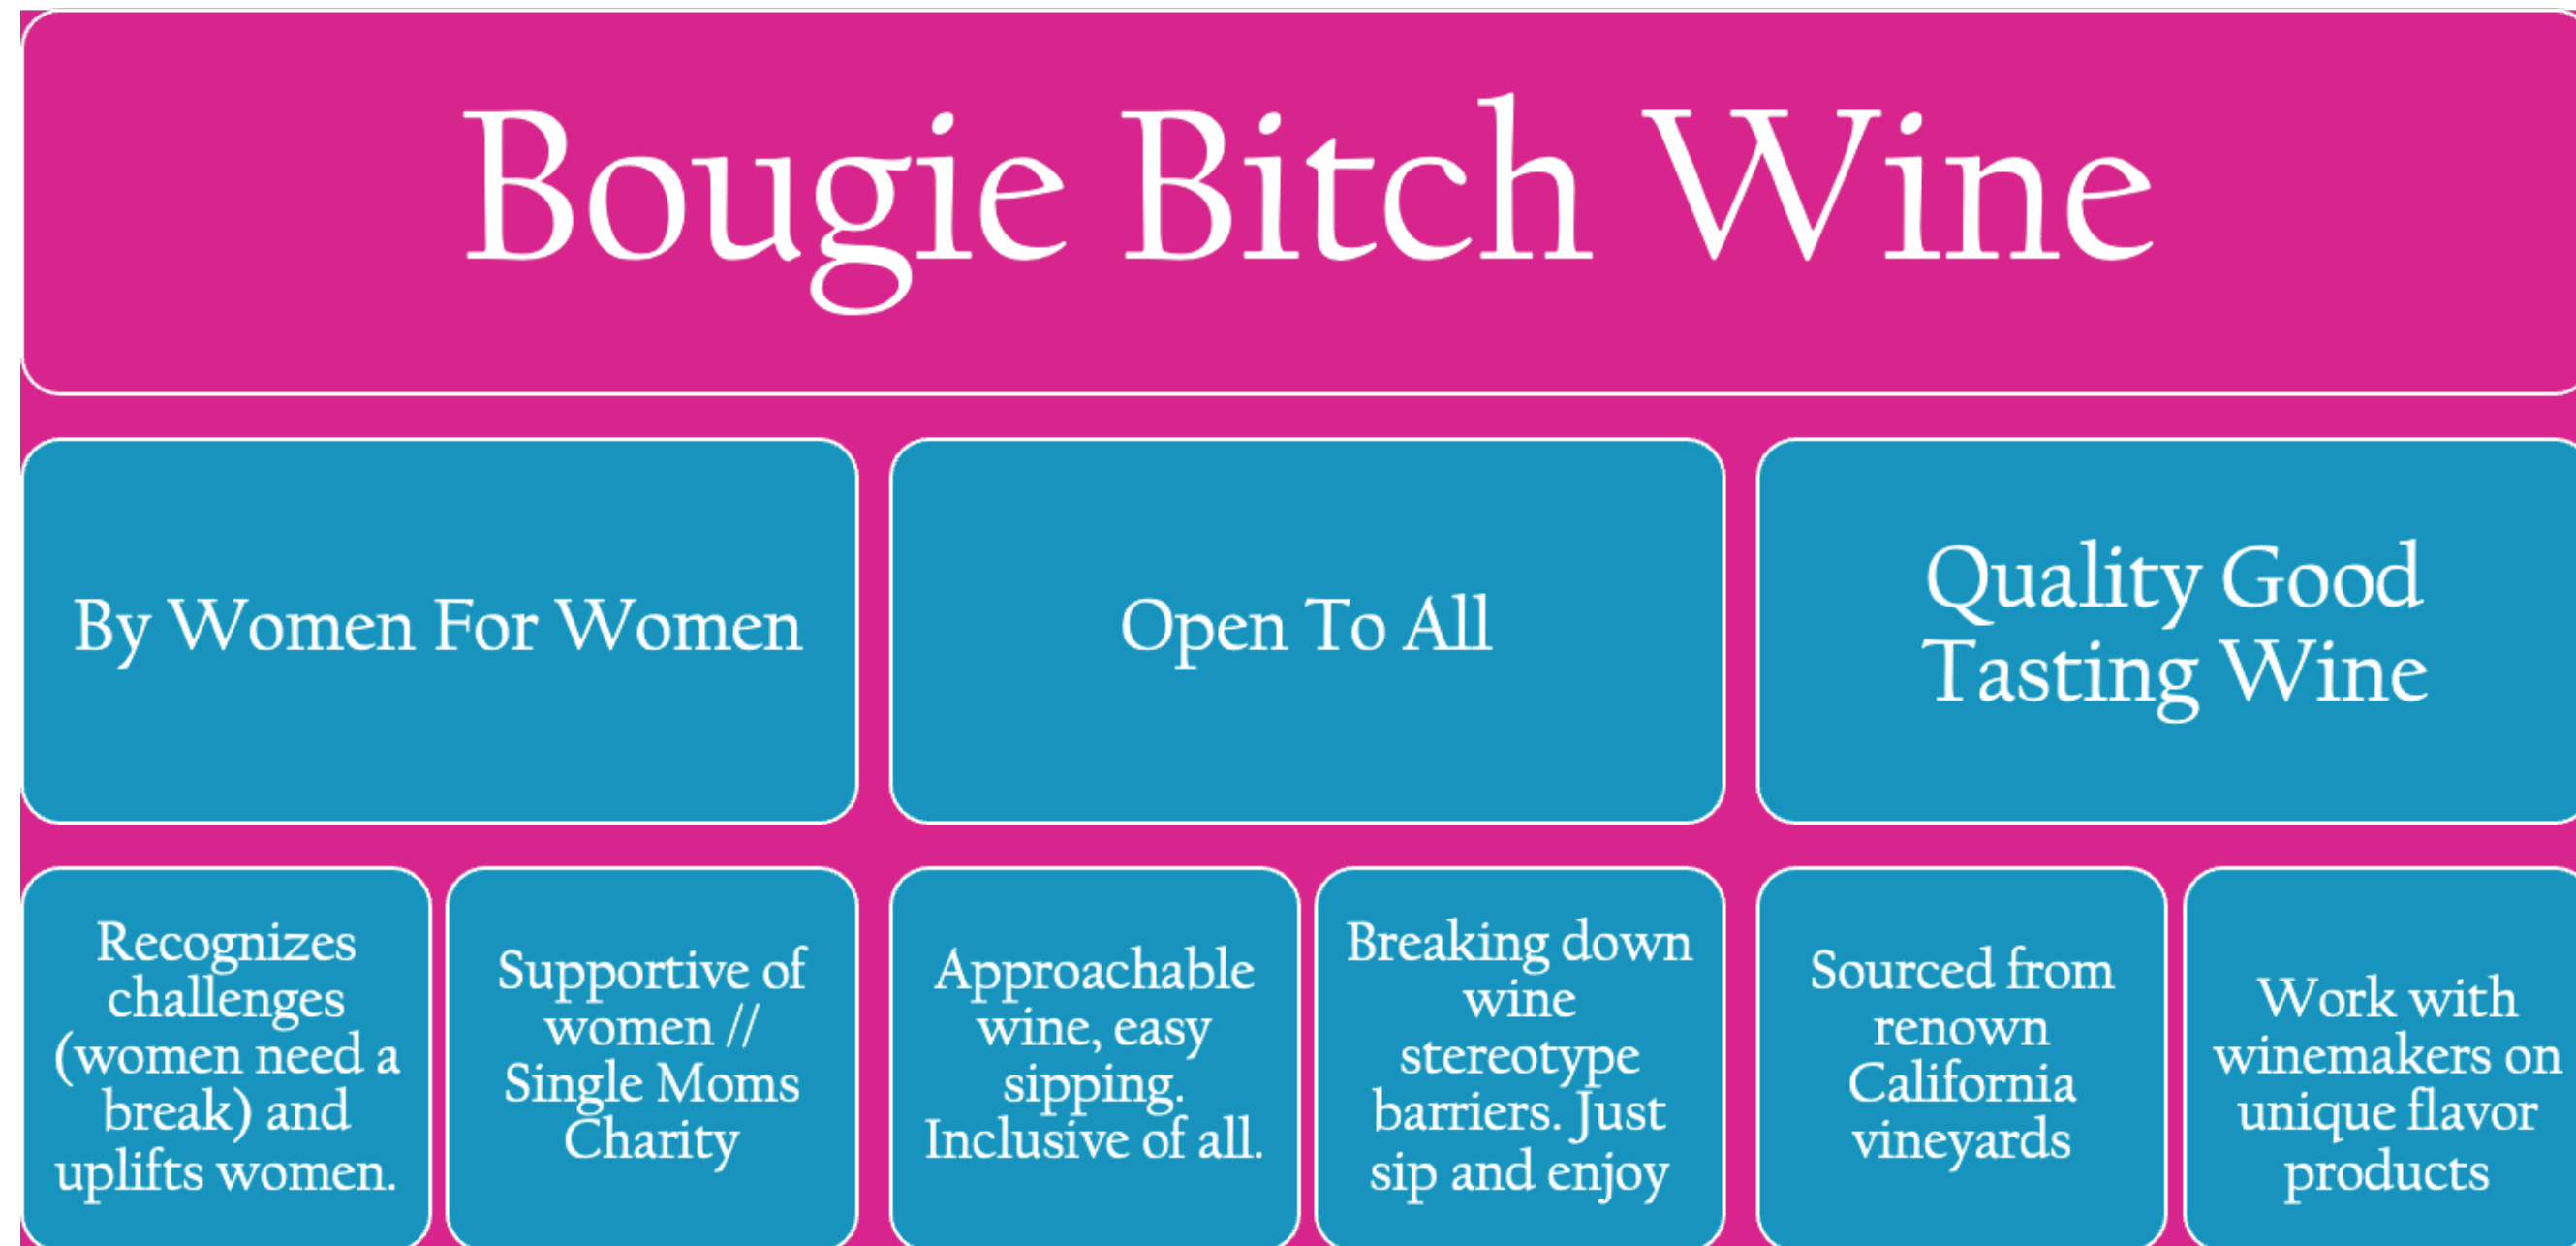 Bougie Bitch Wine
By Women For Women
Open To All
Quality Good
Tasting Wine
Recognizes
challenges
(women need a
break) and
uplifts women.
Supportive of
women //
Single Moms
Charity
Approachable
wine, easy
sipping.
Inclusive of all.
Breaking down
wine
stereotype
barriers. Just
sip and enjoy
Sourced from
renown
California
vineyards
Work with
winemakers on
unique flavor
products